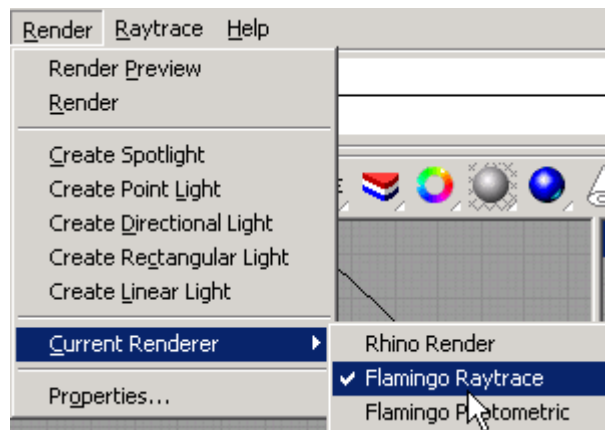 Render Raytrace Help
Render Preview
Render
Create Spotlight
Create Point Light
Create Directional Light
Create Rectangular Light
Create Linear Light
Current Renderer
Rhino Render
Flamingo Raytrace
Properties...
Flamingo Photometric